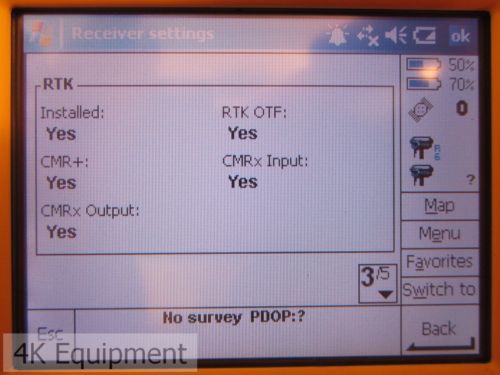 Receiver settings ok
50%
70%
RTK
Installed: RTK OTF:
Yes Yes
0
CMR+: CMRx Input:
Yes Yes
?
CMRx Output:
Yes
Map
Menu
Favorites
3/5
Switch to
No survey PDOP:?
Esc
Back
4K Equipment